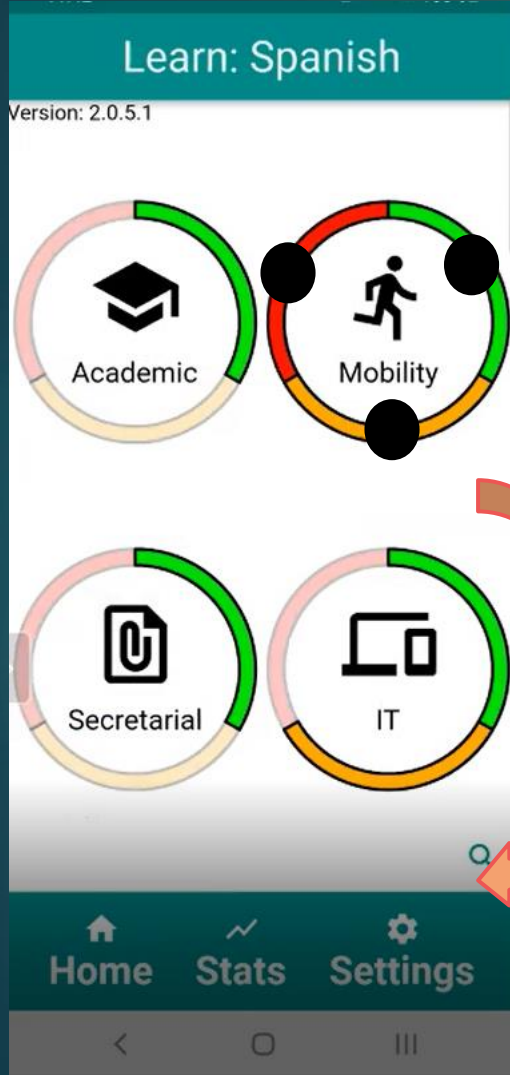 Learn: Spanish
Version: 2.0.5.1
Academic
Mobility
Secretarial
IT
Home
Stats
Settings